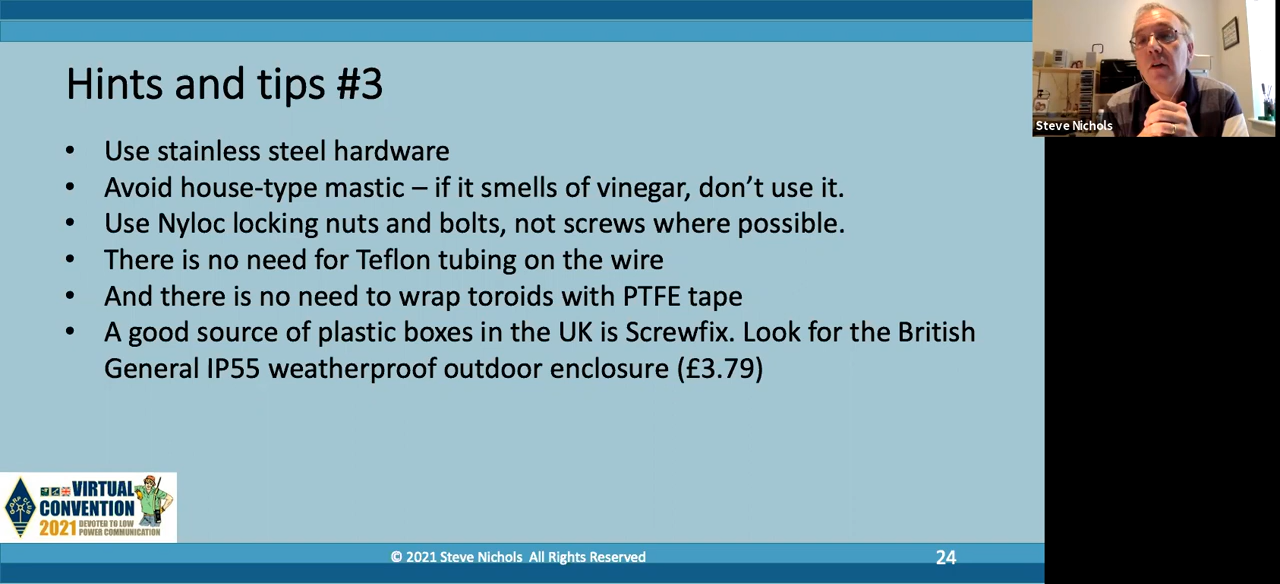 Hints and tips #3
Steve Nichols
• Use stainless steel hardware
• Avoid house-type mastic – if it smells of vinegar, don’t use it.
• Use Nyloc locking nuts and bolts, not screws where possible.
• There is no need for Teflon tubing on the wire
• And there is no need to wrap toroids with PTFE tape
• A good source of plastic boxes in the UK is Screwfix. Look for the British
General IP55 weatherproof outdoor enclosure (£3.79)
VIRTUAL
CONVENTION
2021 DEVOTED TO LOW
POWER COMMUNICATION
© 2021 Steve Nichols All Rights Reserved
24